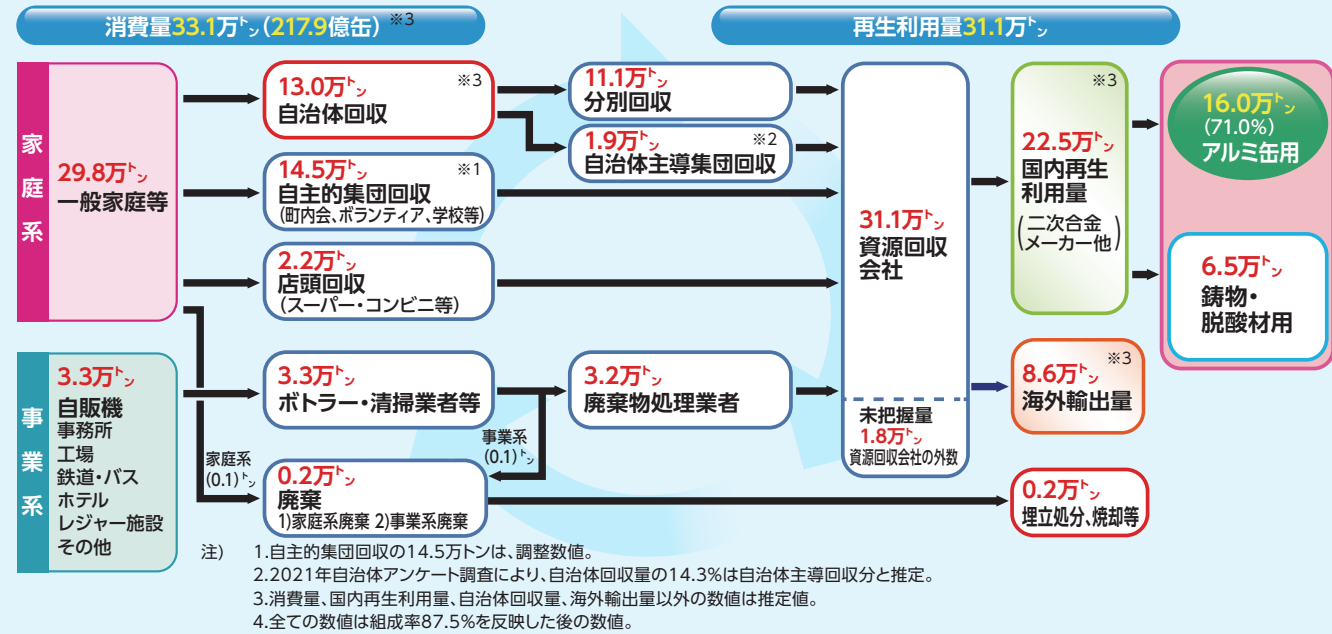 消費量33.1万トン(217.9億缶) ※3
再生利用量31.1万トン
家庭系
29.8万トン
一般家庭等
事業系
3.3万トン
自販機
事務所
工場
鉄道・バス
ホテル
レジャー施設
その他
13.0万トン ※3
自治体回収
14.5万トン ※1
自主的集団回収
(町内会、ボランティア、学校等)
2.2万トン
店頭回収
(スーパー・コンビニ等)
3.3万トン
ボトラー・清掃業者等
家庭系
(0.1)トン
事業系
(0.1)トン
0.2万トン
廃棄
1)家庭系廃棄 2)事業系廃棄
11.1万トン
分別回収
1.9万トン ※2
自治体主導集団回収
3.2万トン
廃棄物処理業者
31.1万トン
資源回収
会社
未把握量
1.8万トン
資源回収会社の外数
※3
22.5万トン
国内再生
利用量
(二次合金
メーカー他)
※3
8.6万トン
海外輸出量
0.2万トン
埋立処分、焼却等
16.0万トン
(71.0%)
アルミ缶用
6.5万トン
鋳物・
脱酸材用
注) 1.自主的集団回収の14.5万トンは、調整数値。
2.2021年自治体アンケート調査により、自治体回収量の14.3%は自治体主導回収分と推定。
3.消費量、国内再生利用量、自治体回収量、海外輸出量以外の数値は推定値。
4.全ての数値は組成率87.5%を反映した後の数値。